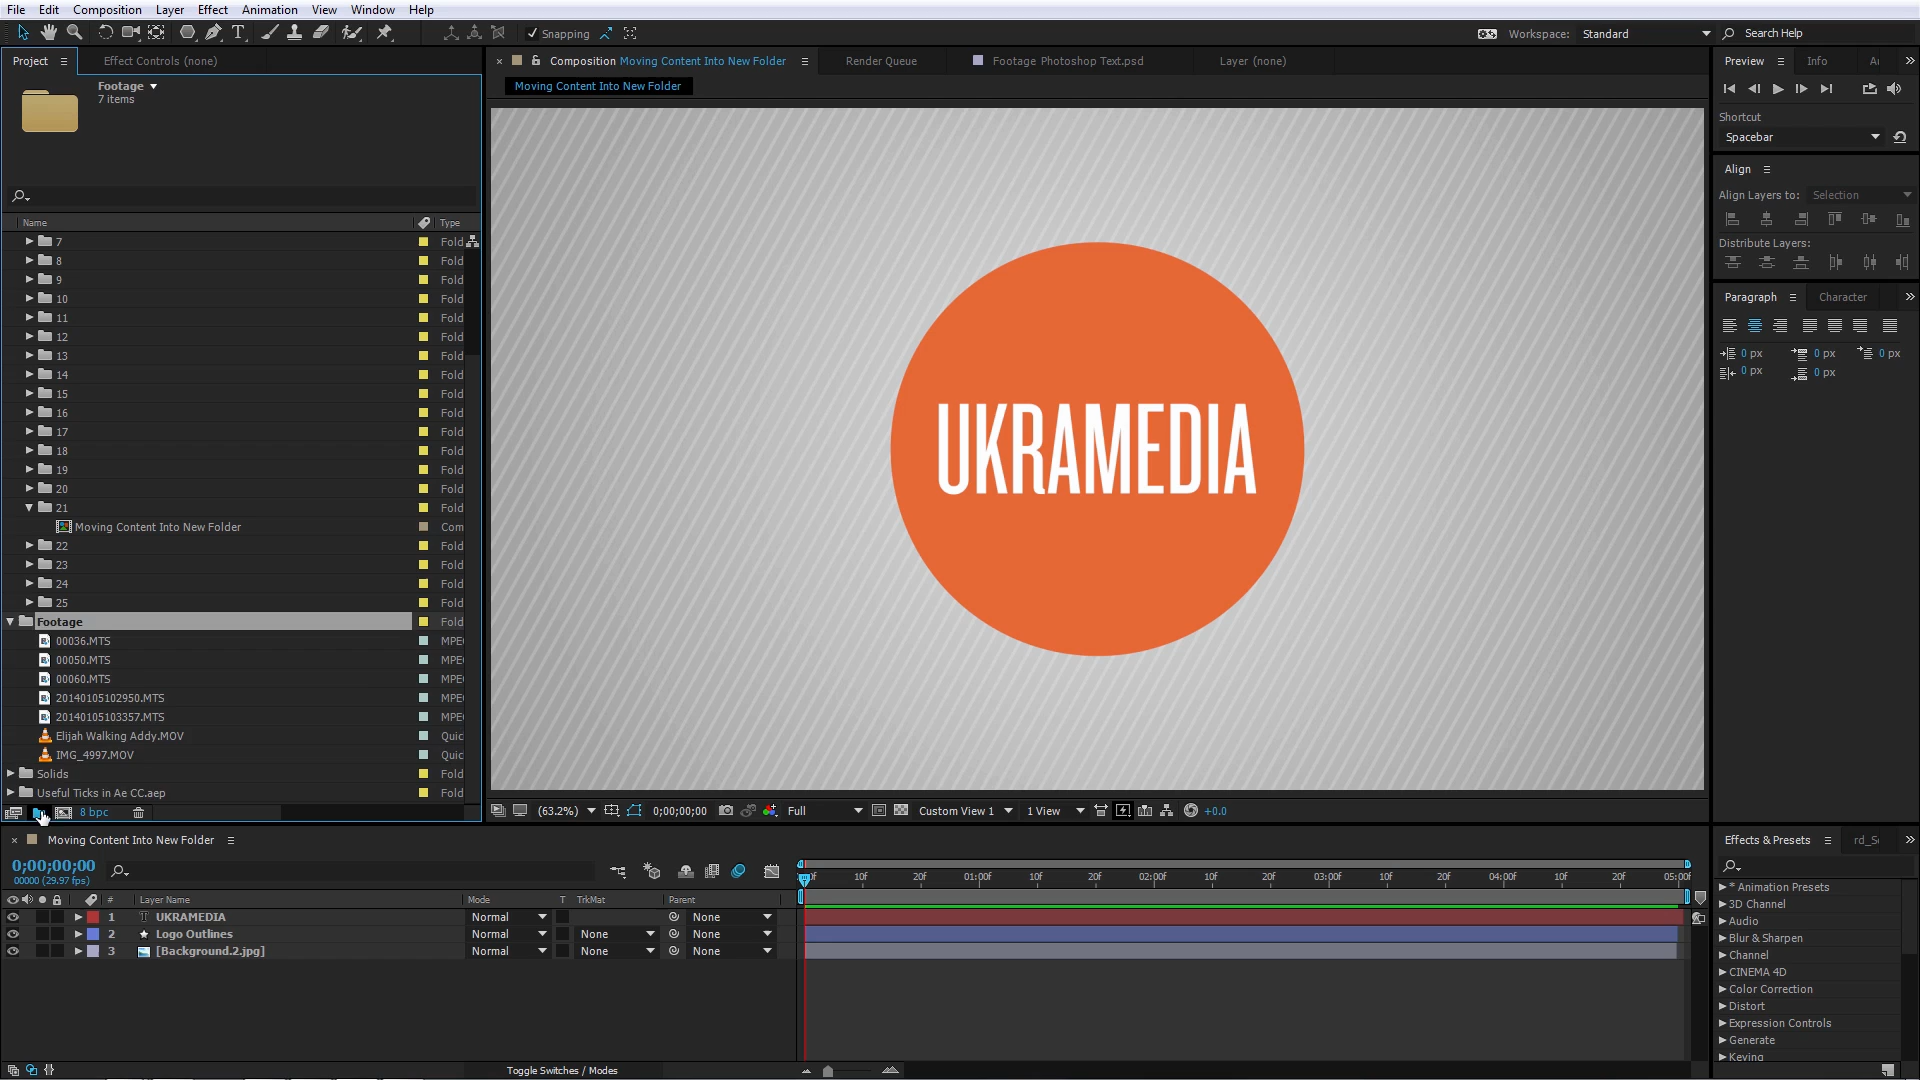 File Edit Composition Layer Effect Animation View Window Help
Snapping
Workspace: Standard
Search Help
Project
Effect Controls (none)
Composition Moving Content Into New Folder
Render Queue
Footage Photoshop Text.psd
Layer (none)
Preview
Info
Moving Content Into New Folder
Footage
7 items
Shortcut
Spacebar
Align
Align Layers to: Selection
Distribute Layers:
Paragraph
Character
0 px 0 px 0 px
0 px 0 px
Name Type
7 Fold
8 Fold
9 Fold
10 Fold
11 Fold
12 Fold
13 Fold
14 Fold
15 Fold
16 Fold
17 Fold
18 Fold
19 Fold
20 Fold
21 Fold
Moving Content Into New Folder Com
22 Fold
23 Fold
24 Fold
25 Fold
Footage Fold
00036.MTS MPE
00050.MTS MPE
00060.MTS MPE
20140105102950.MTS MPE
20140105103357.MTS MPE
Elijah Walking Addy.MOV Quic
IMG_4997.MOV Quic
Solids Fold
Useful Ticks in Ae CC.aep Fold
8 bpc
UKRAMEDIA
(63.2%) 0;00;00;00 Full Custom View 1 1 View +0.0
Moving Content Into New Folder
0;00;00;00
00000 (29.97 fps)
10f 20f 01:00f 10f 20f 02:00f 10f 20f 03:00f 10f 20f 04:00f 10f 20f 05:00f
# Layer Name Mode T TrkMat Parent
1 UKRAMEDIA Normal None
2 Logo Outlines Normal None None
3 [Background.2.jpg] Normal None None
Toggle Switches / Modes
Effects & Presets
* Animation Presets
3D Channel
Audio
Blur & Sharpen
Channel
CINEMA 4D
Color Correction
Distort
Expression Controls
Generate
Keying